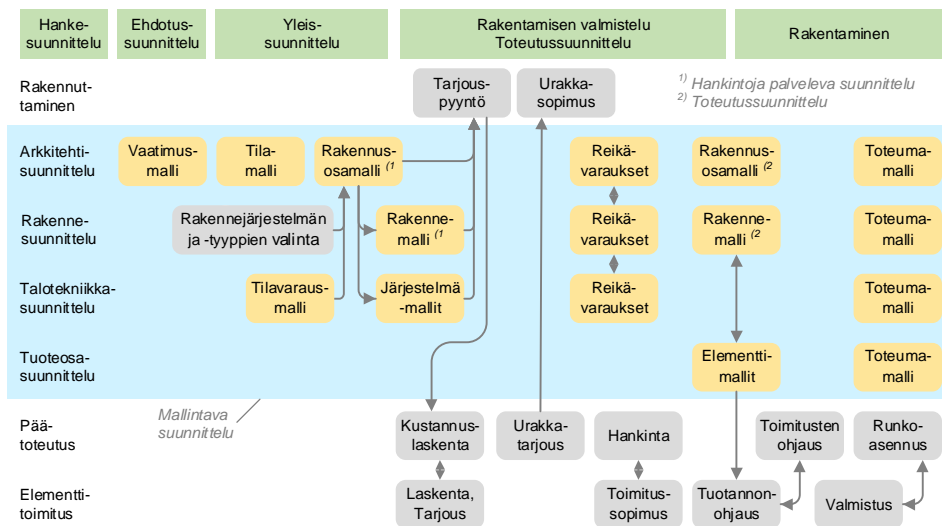 Hanke-
suunnittelu
Ehdotus-
suunnittelu
Yleis-
suunnittelu
Rakentamisen valmistelu
Toteutussuunnittelu
Rakentaminen
Rakennut-
taminen
Tarjous-
pyyntö
Urakka-
sopimus
1) Hankintoja palveleva suunnittelu
2) Toteutussuunnittelu
Arkkitehti-
suunnittelu
Vaatimus-
malli
Tila-
malli
Rakennus-
osamalli (1
Reikä-
varaukset
Rakennus-
osamalli (2
Toteuma-
malli
Rakenne-
suunnittelu
Rakennejärjestelmän
ja -tyyppien valinta
Rakenne-
malli (1
Reikä-
varaukset
Rakenne-
malli (2
Toteuma-
malli
Talotekniikka-
suunnittelu
Tilavaraus-
malli
Järjestelmä
-mallit
Reikä-
varaukset
Toteuma-
malli
Tuoteosa-
suunnittelu
Elementti-
mallit
Toteuma-
malli
Mallintava
suunnittelu
Pää-
toteutus
Kustannus-
laskenta
Urakka-
tarjous
Hankinta
Toimitusten
ohjaus
Runko-
asennus
Elementti-
toimitus
Laskenta,
Tarjous
Toimitus-
sopimus
Tuotannon-
ohjaus
Valmistus